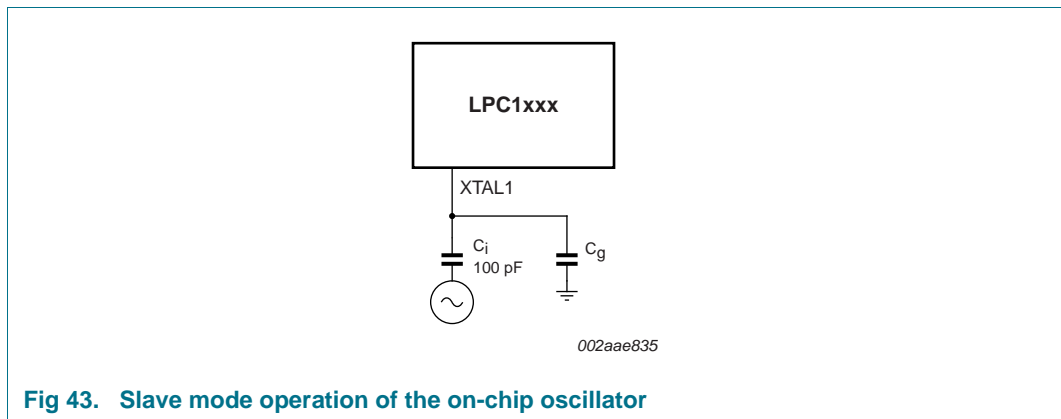 LPC1xxx
XTAL1
Ci
100 pF
Cg
002aae835
Fig 43. Slave mode operation of the on-chip oscillator